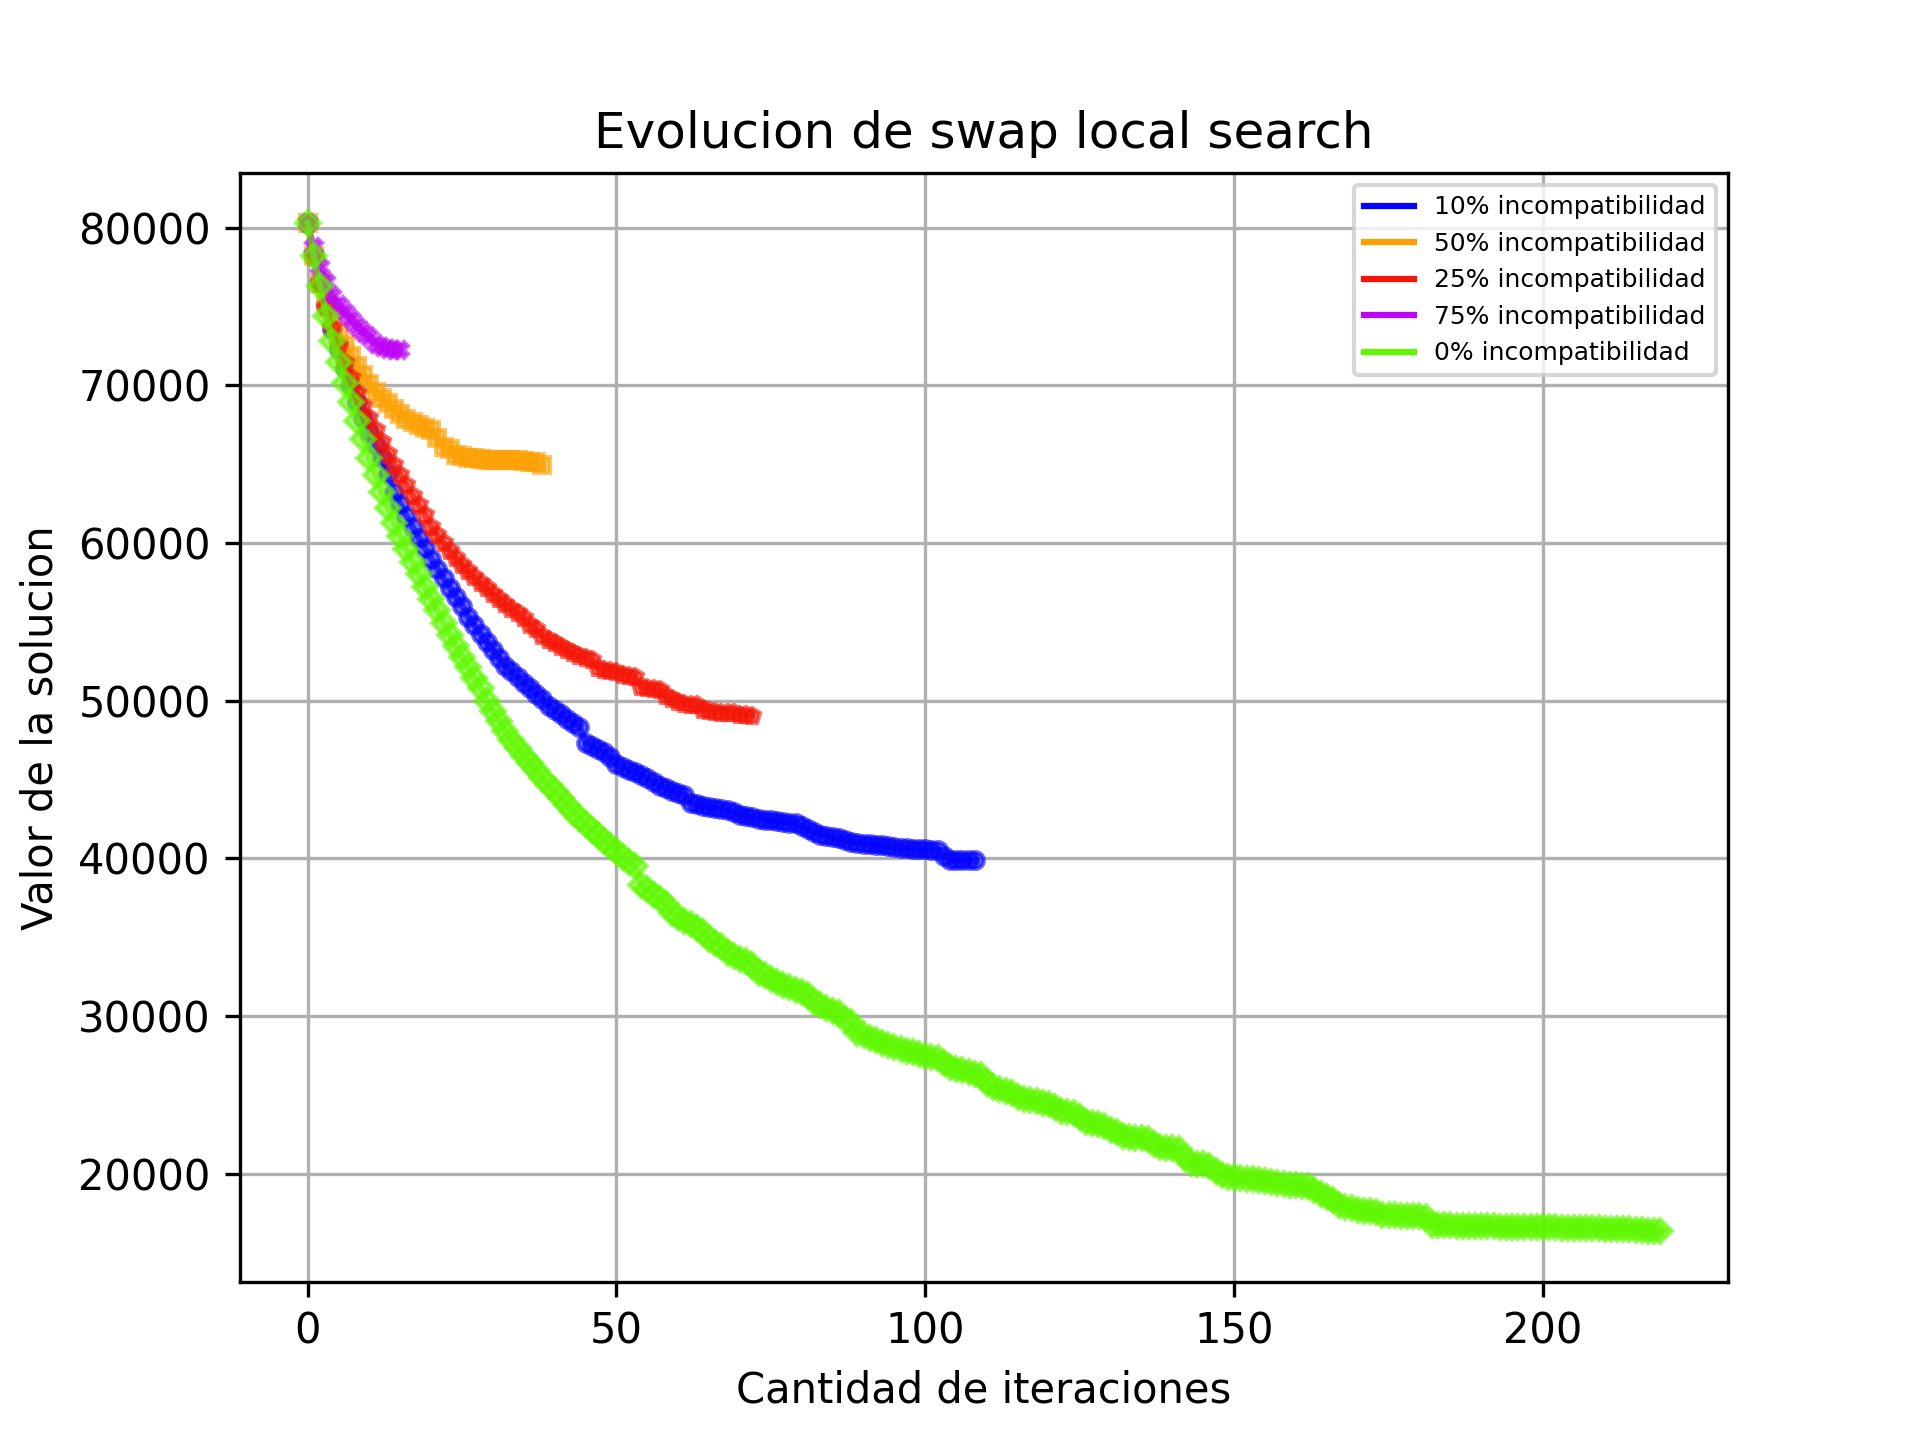 Evolucion de swap local search
10% incompatibilidad
50% incompatibilidad
25% incompatibilidad
75% incompatibilidad
0% incompatibilidad
Valor de la solucion
80000
70000
60000
50000
40000
30000
20000
0 50 100 150 200
Cantidad de iteraciones